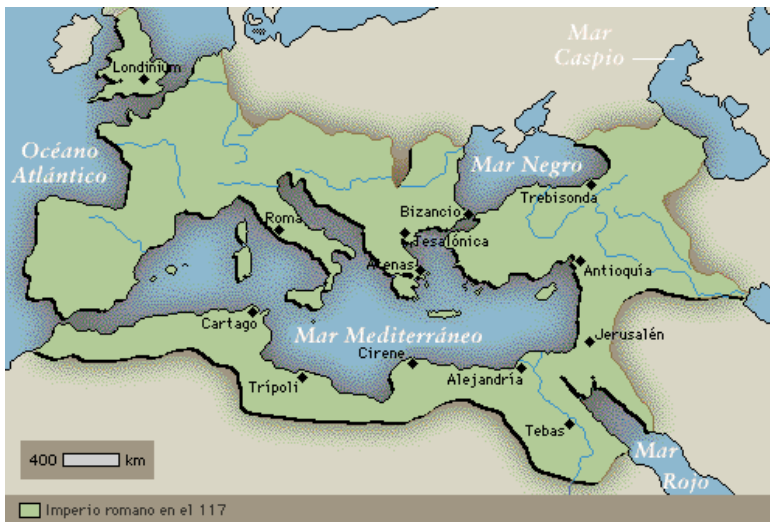 Mar
Caspio
Londinium
Océano
Atlántico
Mar Negro
Trebisonda
Bizancio
Roma
Tesalónica
Atenas
Antioquía
Cartago
Mar Mediterráneo
Jerusalén
Cirene
Trípoli
Alejandría
Tebas
Mar
Rojo
400 km
Imperio romano en el 117